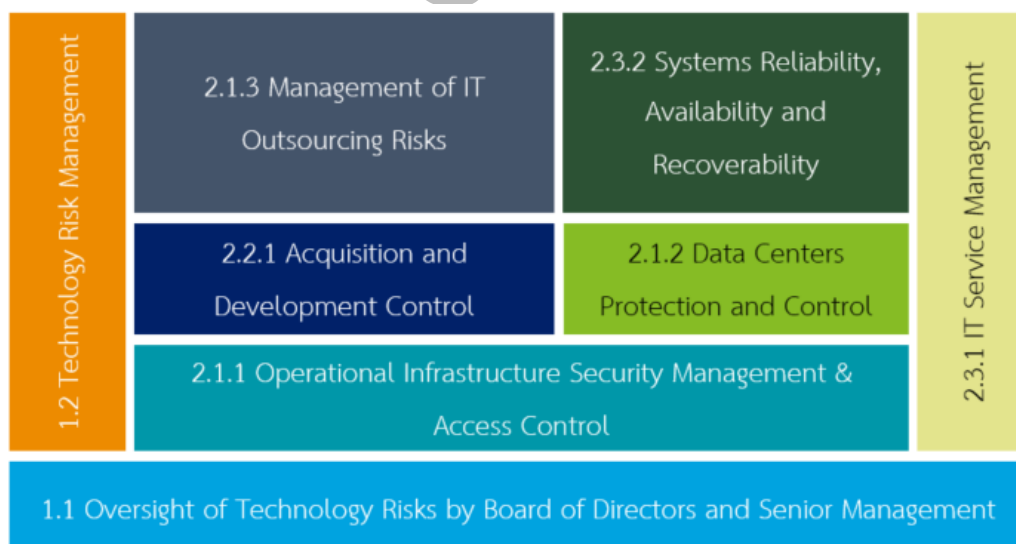 1.2 Technology Risk Management
2.1.3 Management of IT
Outsourcing Risks
2.3.2 Systems Reliability,
Availability and
Recoverability
2.2.1 Acquisition and
Development Control
2.1.2 Data Centers
Protection and Control
2.1.1 Operational Infrastructure Security Management &
Access Control
2.3.1 IT Service Management
1.1 Oversight of Technology Risks by Board of Directors and Senior Management